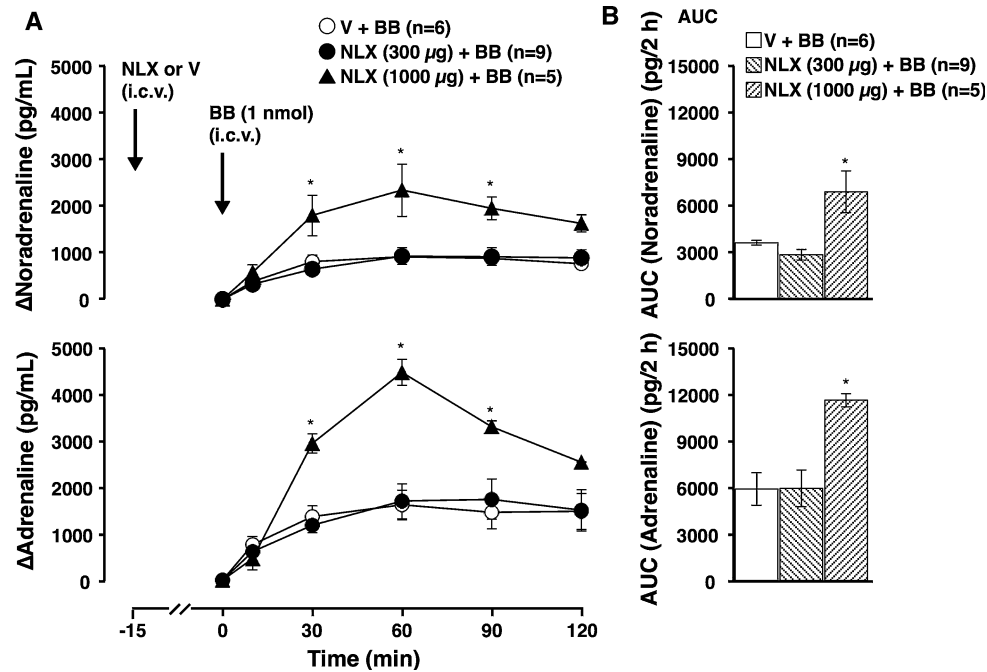 A
V + BB (n=6)
NLX (300 µg) + BB (n=9)
NLX (1000 µg) + BB (n=5)
ΔNoradrenaline (pg/mL)
5000
4000
3000
2000
1000
0
NLX or V
(i.c.v.)
BB (1 nmol)
(i.c.v.)
*
*
*
ΔAdrenaline (pg/mL)
5000
4000
3000
2000
1000
0
*
*
*
-15
0
30
60
90
120
Time (min)
B
AUC
V + BB (n=6)
NLX (300 µg) + BB (n=9)
NLX (1000 µg) + BB (n=5)
AUC (Noradrenaline) (pg/2 h)
15000
12000
9000
6000
3000
0
*
AUC (Adrenaline) (pg/2 h)
15000
12000
9000
6000
3000
0
*